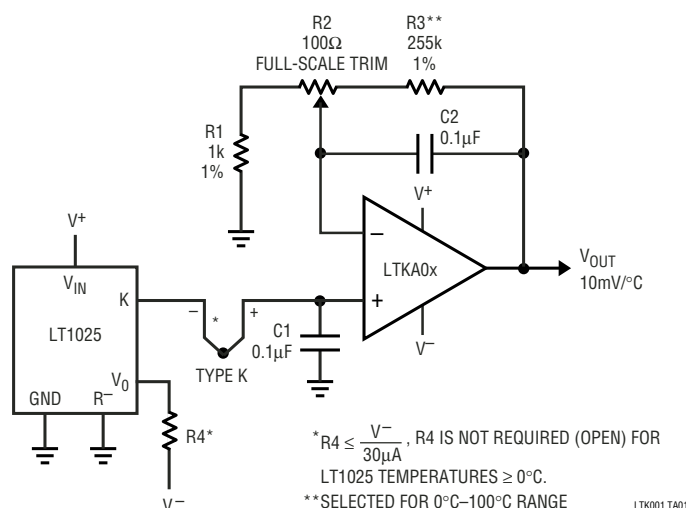 R2
100Ω
FULL-SCALE TRIM
R3**
255k
1%
C2
0.1µF
R1
1k
1%
V+
V+
–
LTKA0x
+
V–
VOUT
10mV/°C
VIN
K
LT1025
V0
GND
R–
– * +
TYPE K
C1
0.1µF
R4*
V–
*R4 ≤ V–/30µA , R4 IS NOT REQUIRED (OPEN) FOR
LT1025 TEMPERATURES ≥ 0°C.
**SELECTED FOR 0°C–100°C RANGE
LTK001 TA01